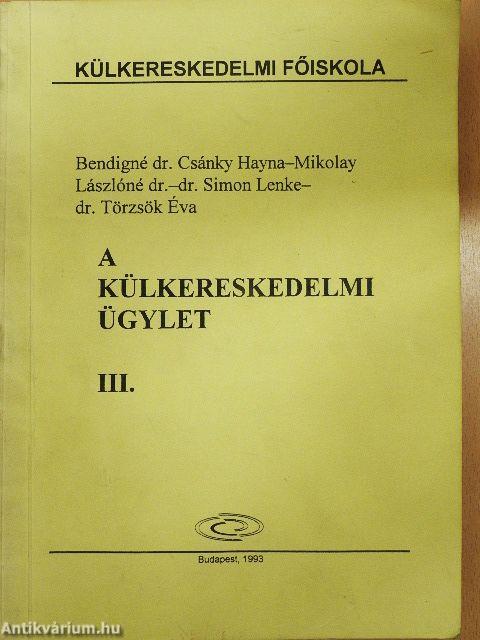 KÜLKERESKEDELMI FŐISKOLA
Bendigné dr. Csánky Hayna–Mikolay
Lászlóné dr.–dr. Simon Lenke–
dr. Törzsök Éva
A
KÜLKERESKEDELMI
ÜGYLET
III.
Budapest, 1993
Antikvárium.hu